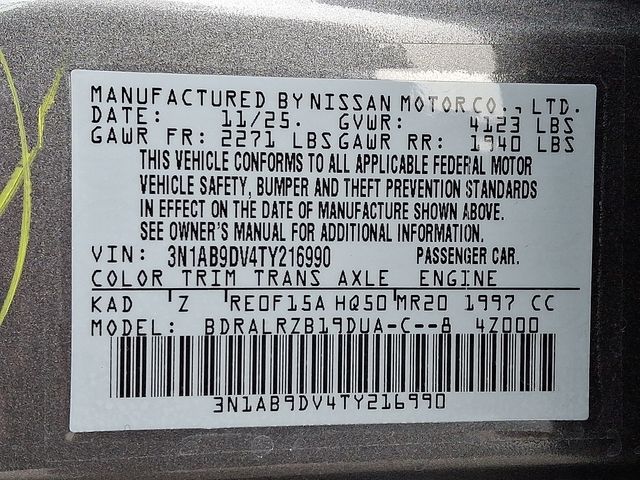 MANUFACTURED BY NISSAN MOTOR CO., LTD.
DATE: 11/25. GVWR: 4123 LBS
GAWR FR: 2271 LBS GAWR RR: 1940 LBS
THIS VEHICLE CONFORMS TO ALL APPLICABLE FEDERAL MOTOR
VEHICLE SAFETY, BUMPER AND THEFT PREVENTION STANDARDS
IN EFFECT ON THE DATE OF MANUFACTURE SHOWN ABOVE.
SEE OWNER'S MANUAL FOR ADDITIONAL INFORMATION.
VIN: 3N1AB9DV4TY216990 PASSENGER CAR.
COLOR TRIM TRANS AXLE ENGINE
KAD Z RE0F15A HQ50 MR20 1997 CC
MODEL: BDRALRZB19DUA-C--8 4Z000
3N1AB9DV4TY216990